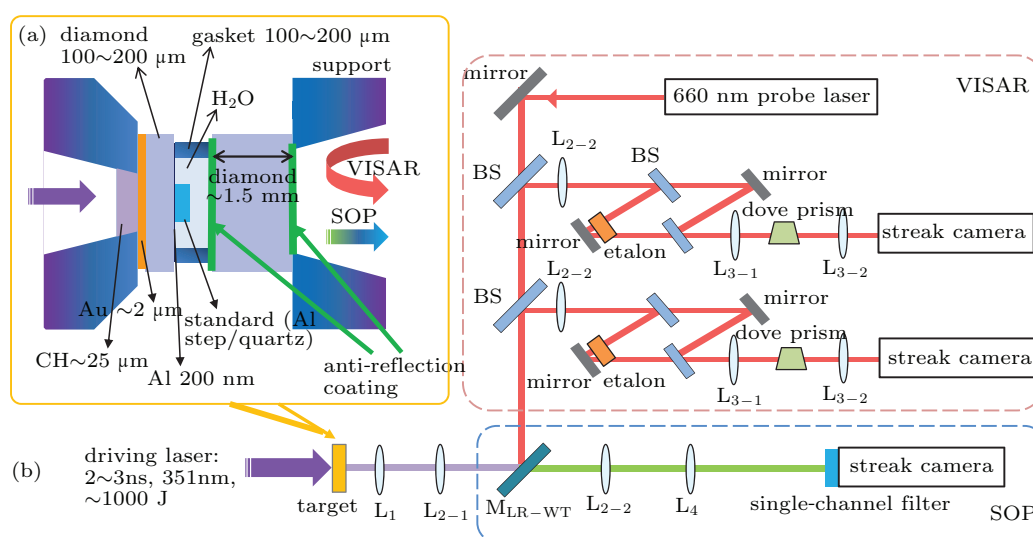 (a)
diamond
100~200 µm
gasket 100~200 µm
support
H₂O
VISAR
diamond
~1.5 mm
SOP
Au ~2 µm
standard (Al
step/quartz)
CH~25 µm
Al 200 nm
anti-reflection
coating
mirror
VISAR
660 nm probe laser
BS
L₂₋₂
BS
mirror
dove prism
mirror
etalon
streak camera
L₃₋₁
L₃₋₂
BS
L₂₋₂
mirror
dove prism
mirror
etalon
streak camera
L₃₋₁
L₃₋₂
(b)
driving laser:
2~3ns, 351nm,
~1000 J
target
L₁
L₂₋₁
M_LR−WT
L₂₋₂
L₄
streak camera
single-channel filter
SOP